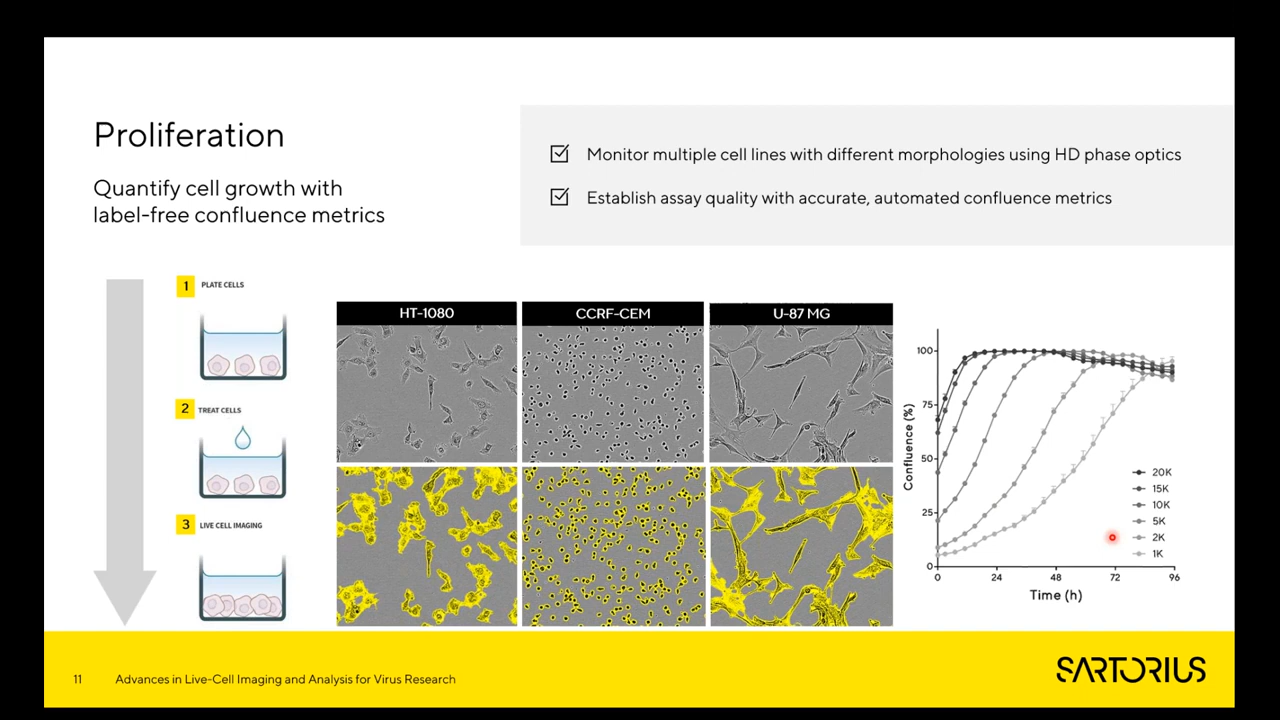 Proliferation
Quantify cell growth with
label-free confluence metrics
Monitor multiple cell lines with different morphologies using HD phase optics
Establish assay quality with accurate, automated confluence metrics
1 PLATE CELLS
2 TREAT CELLS
3 LIVE CELL IMAGING
HT-1080
CCRF-CEM
U-87 MG
Confluence (%)
100
75
50
25
0
0
24
48
72
96
Time (h)
20K
15K
10K
5K
2K
1K
11 Advances in Live-Cell Imaging and Analysis for Virus Research
SARTORIUS